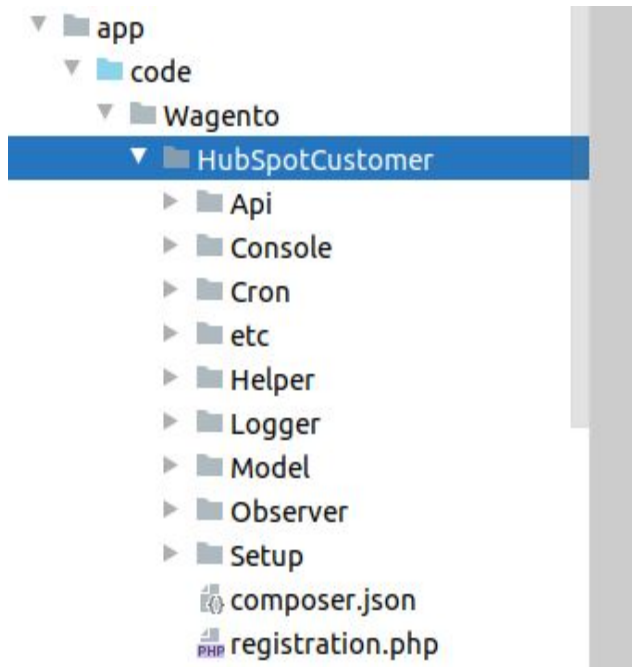 app
code
Wagento
HubSpotCustomer
Api
Console
Cron
etc
Helper
Logger
Model
Observer
Setup
composer.json
PHP registration.php